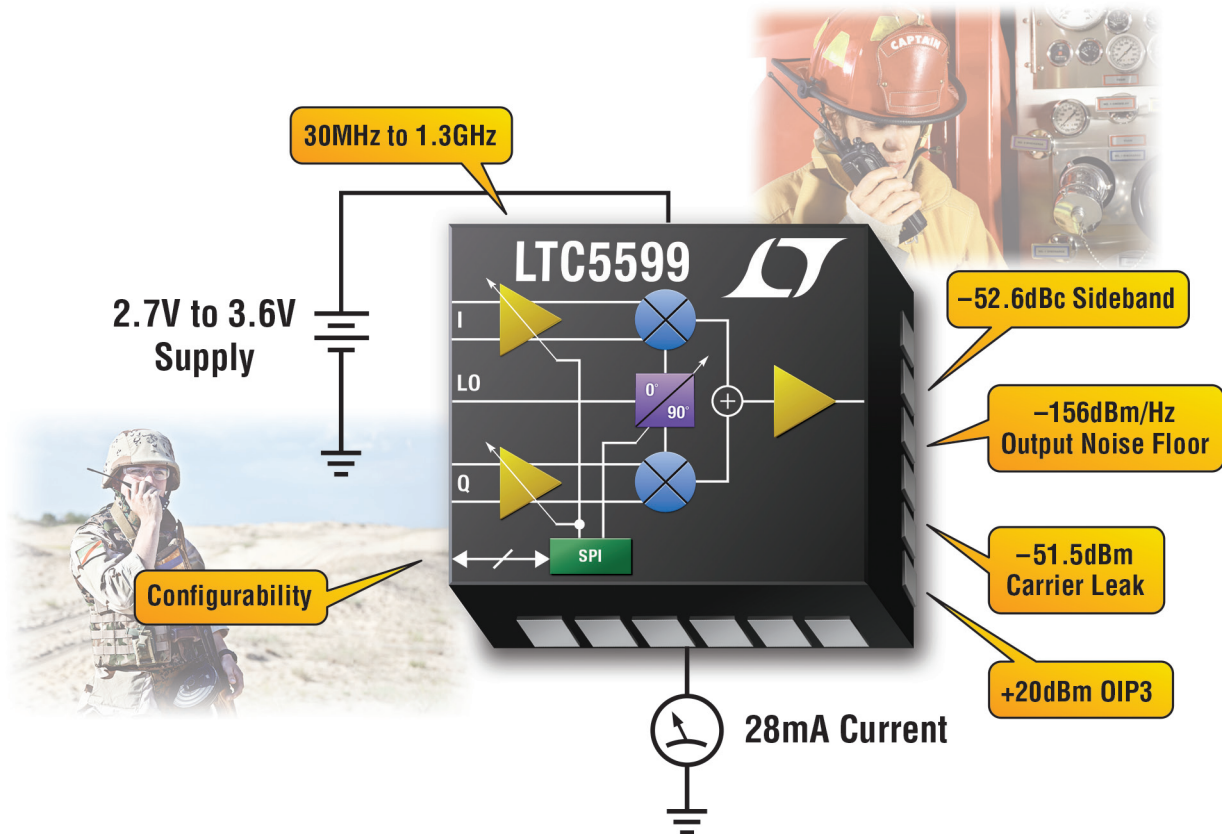 CAPTAIN
30MHz to 1.3GHz
LTC5599
2.7V to 3.6V
Supply
I
LO
0°
90°
Q
SPI
–52.6dBc Sideband
–156dBm/Hz
Output Noise Floor
–51.5dBm
Carrier Leak
+20dBm OIP3
Configurability
28mA Current